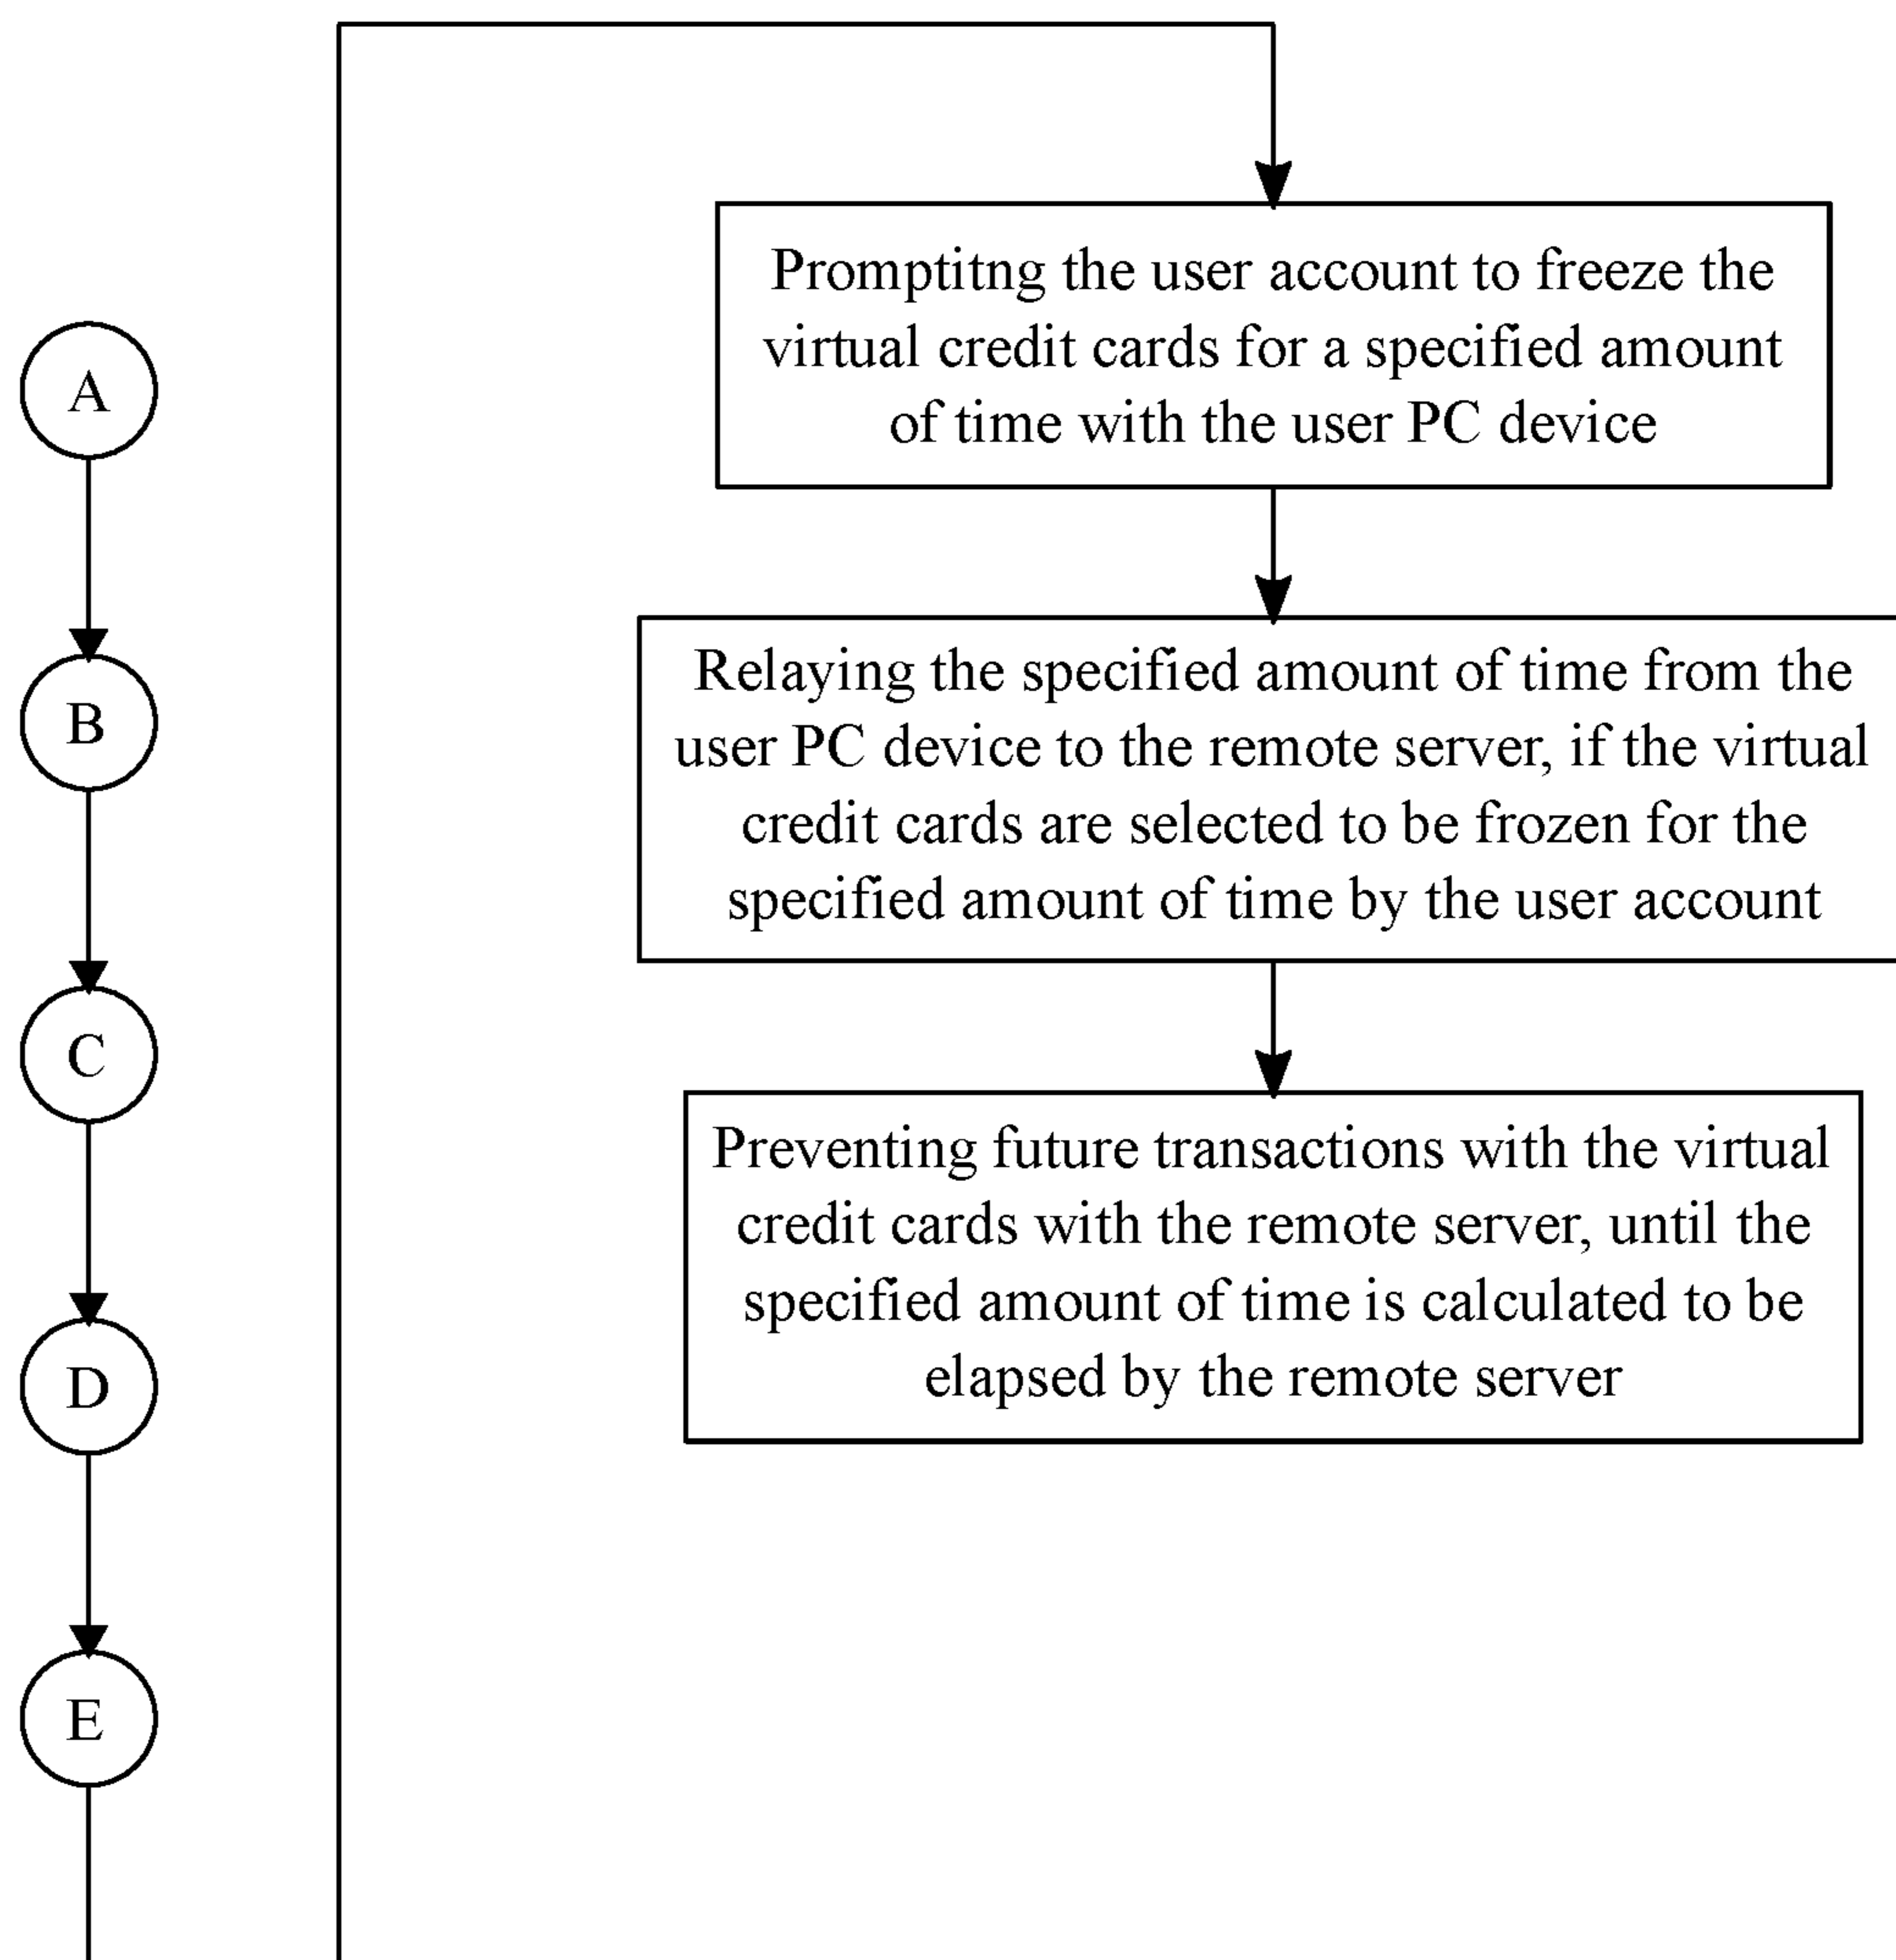 A
B
C
D
E
Promptitng the user account to freeze the
virtual credit cards for a specified amount
of time with the user PC device
Relaying the specified amount of time from the
user PC device to the remote server, if the virtual
credit cards are selected to be frozen for the
specified amount of time by the user account
Preventing future transactions with the virtual
credit cards with the remote server, until the
specified amount of time is calculated to be
elapsed by the remote server